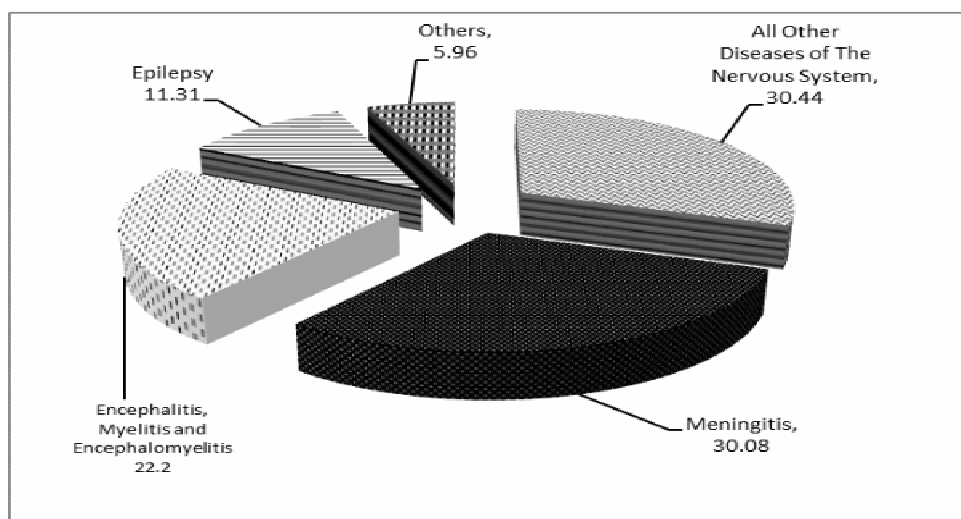 Others,
5.96
All Other
Diseases of The
Nervous System,
30.44
Epilepsy
11.31
Encephalitis,
Myelitis and
Encephalomyelitis
22.2
Meningitis,
30.08